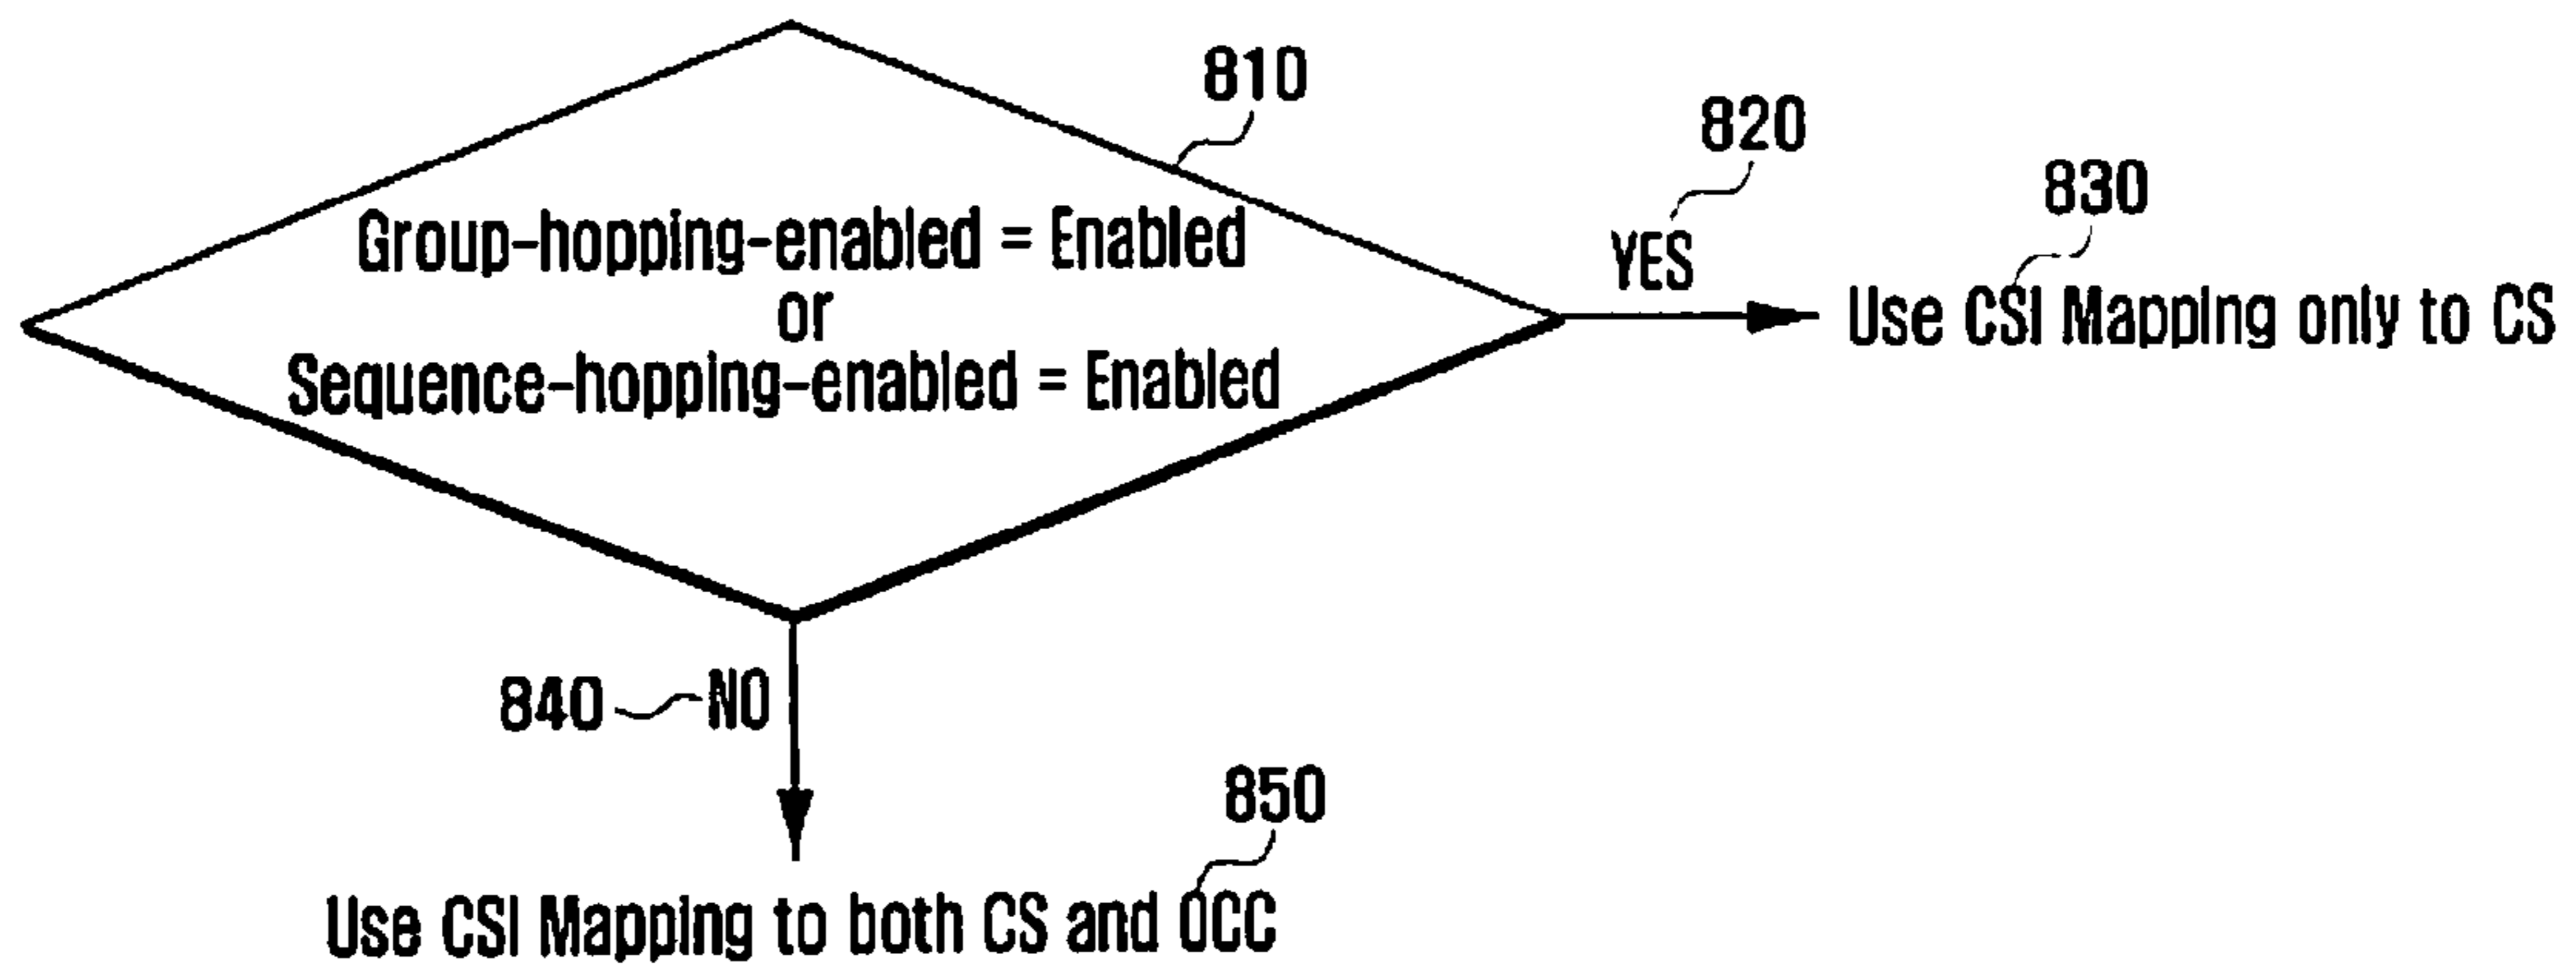 810
820
830
Group-hopping-enabled = Enabled
or
Sequence-hopping-enabled = Enabled
YES
Use CSI Mapping only to CS
840
NO
850
Use CSI Mapping to both CS and OCC